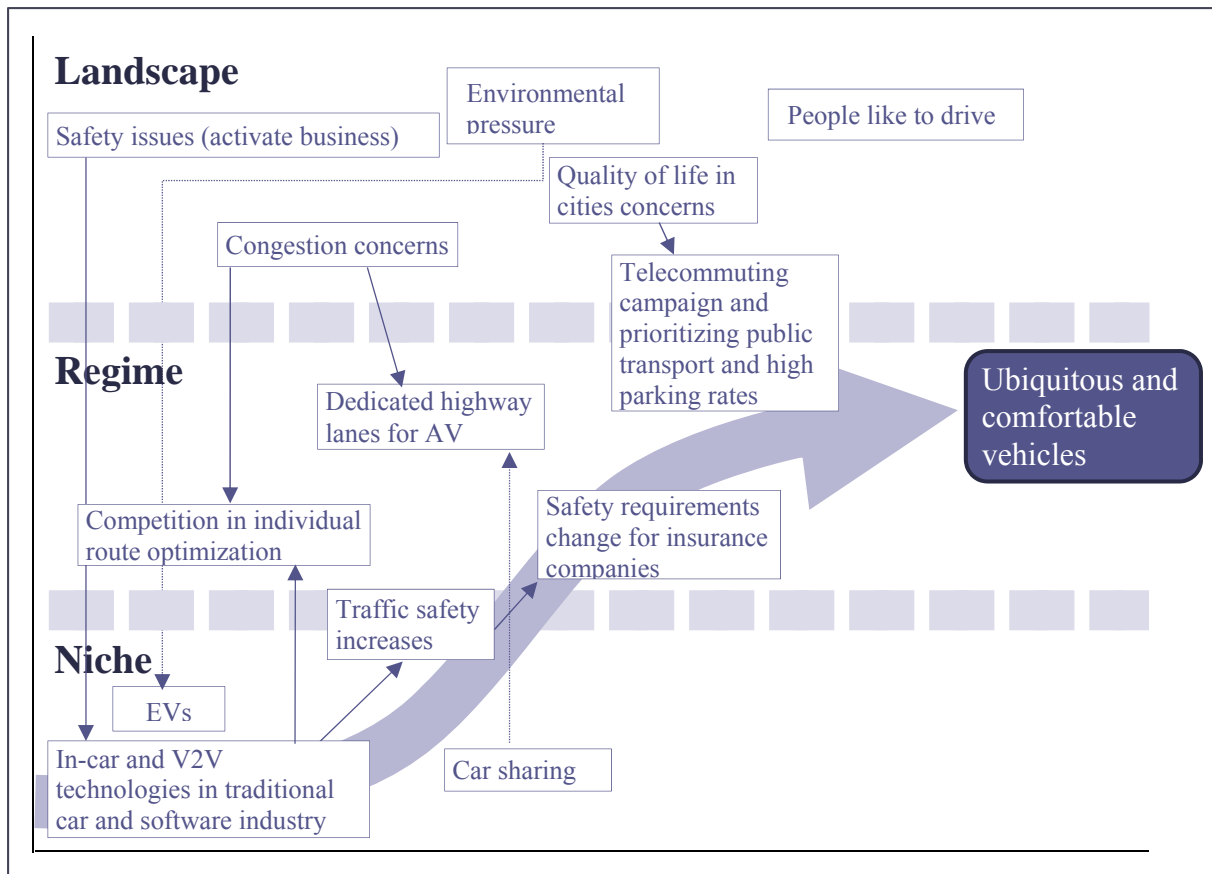 Landscape
Environmental
pressure
People like to drive
Safety issues (activate business)
Quality of life in
cities concerns
Congestion concerns
Telecommuting
campaign and
prioritizing public
transport and high
parking rates
Regime
Ubiquitous and
comfortable
vehicles
Dedicated highway
lanes for AV
Competition in individual
route optimization
Safety requirements
change for insurance
companies
Traffic safety
increases
Niche
EVs
In-car and V2V
technologies in traditional
car and software industry
Car sharing